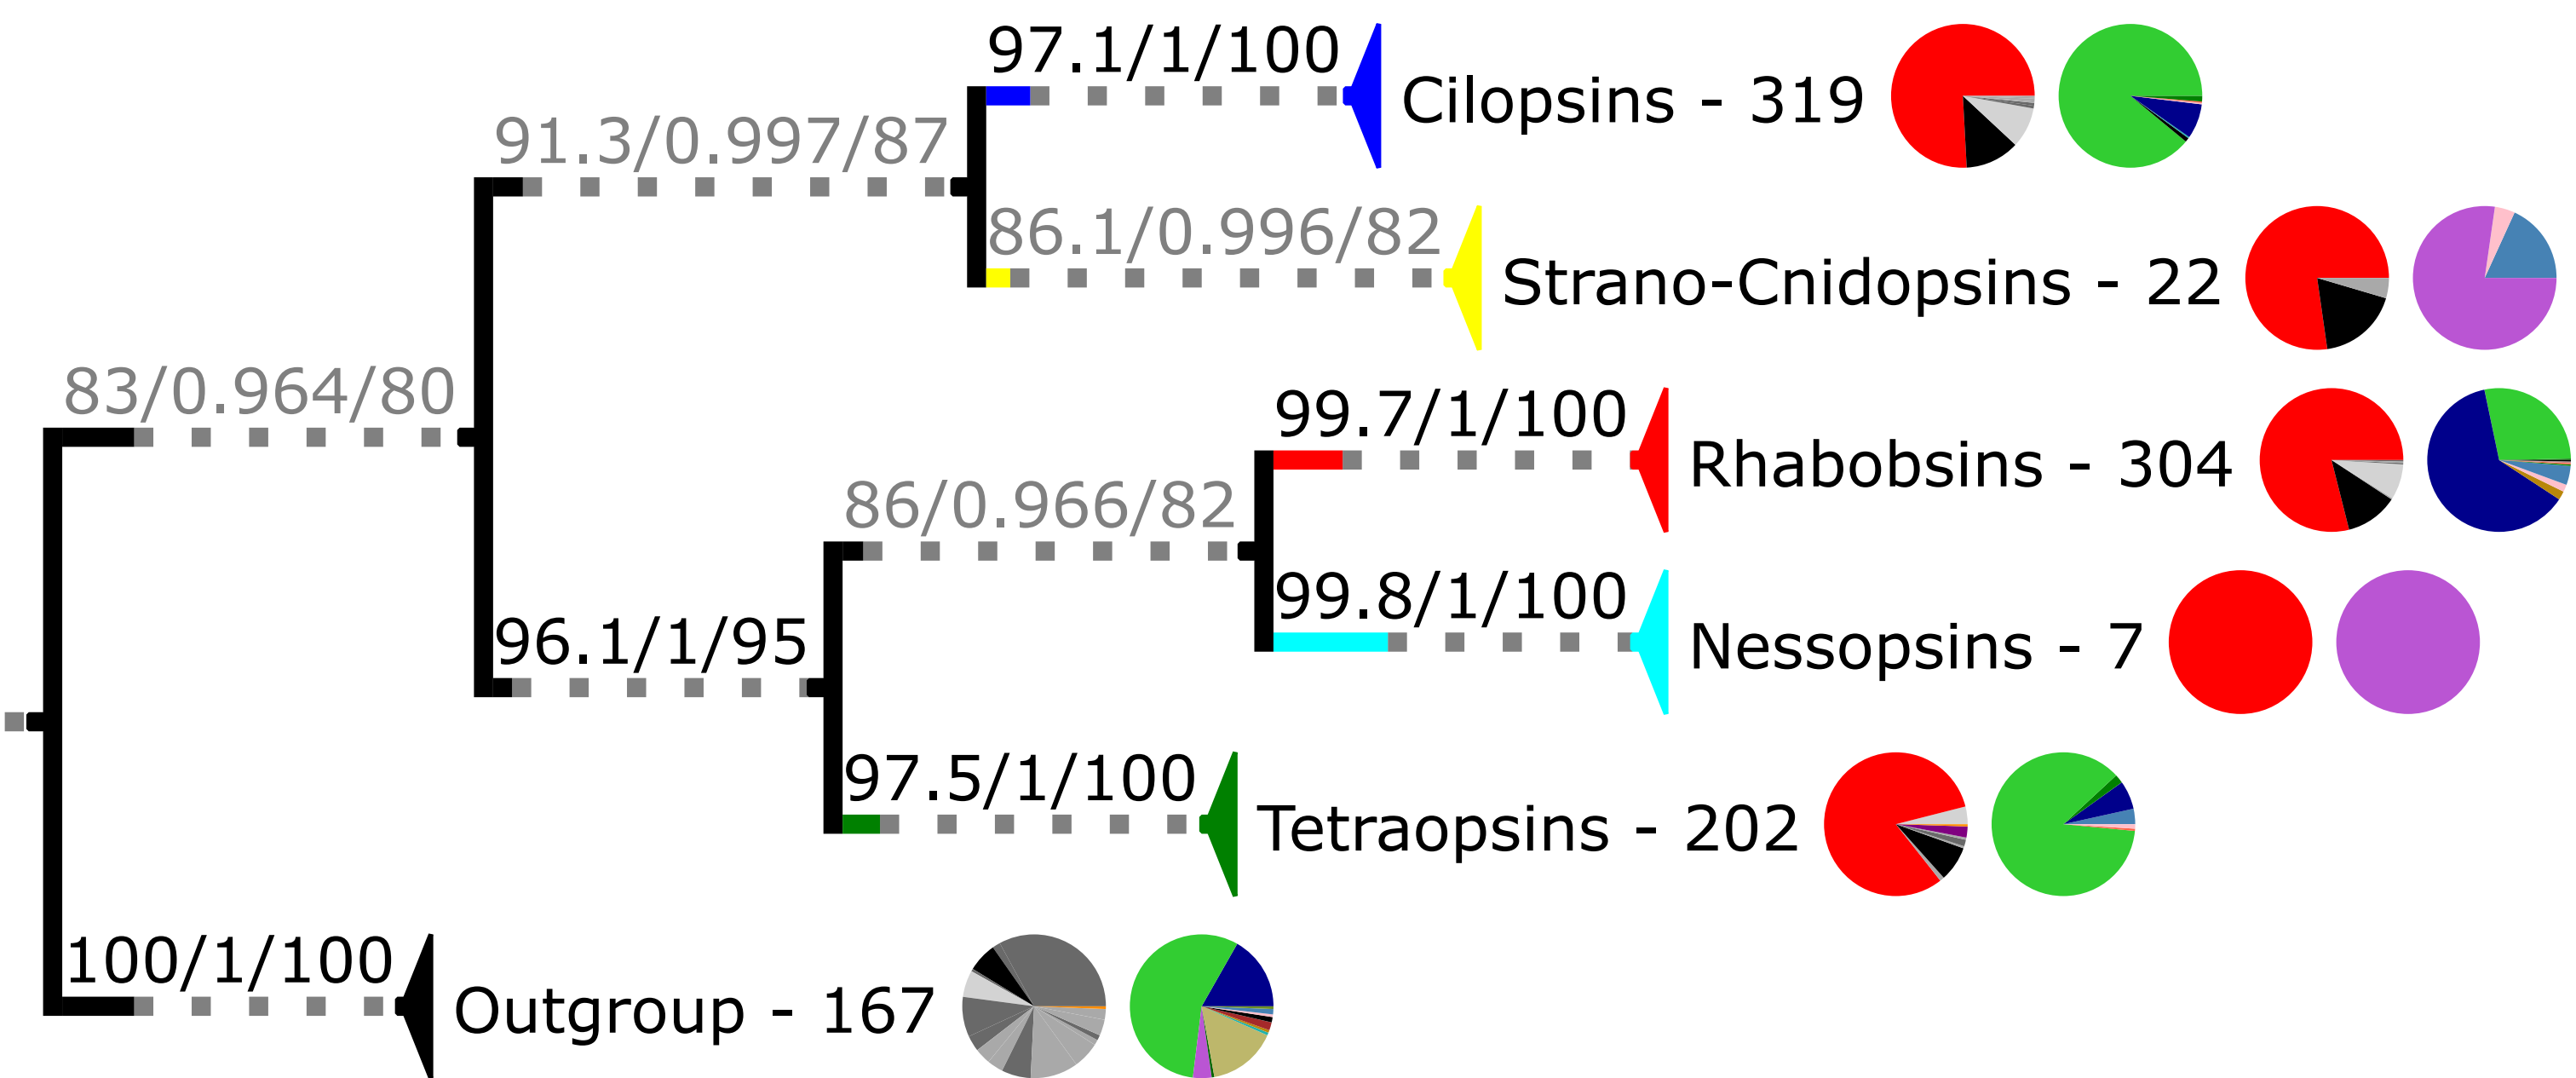 97.1/1/100
Cilopsins - 319
91.3/0.997/87
86.1/0.996/82
Strano-Cnidopsins - 22
83/0.964/80
99.7/1/100
Rhabobsins - 304
86/0.966/82
99.8/1/100
Nessopsins - 7
96.1/1/95
97.5/1/100
Tetraopsins - 202
100/1/100
Outgroup - 167